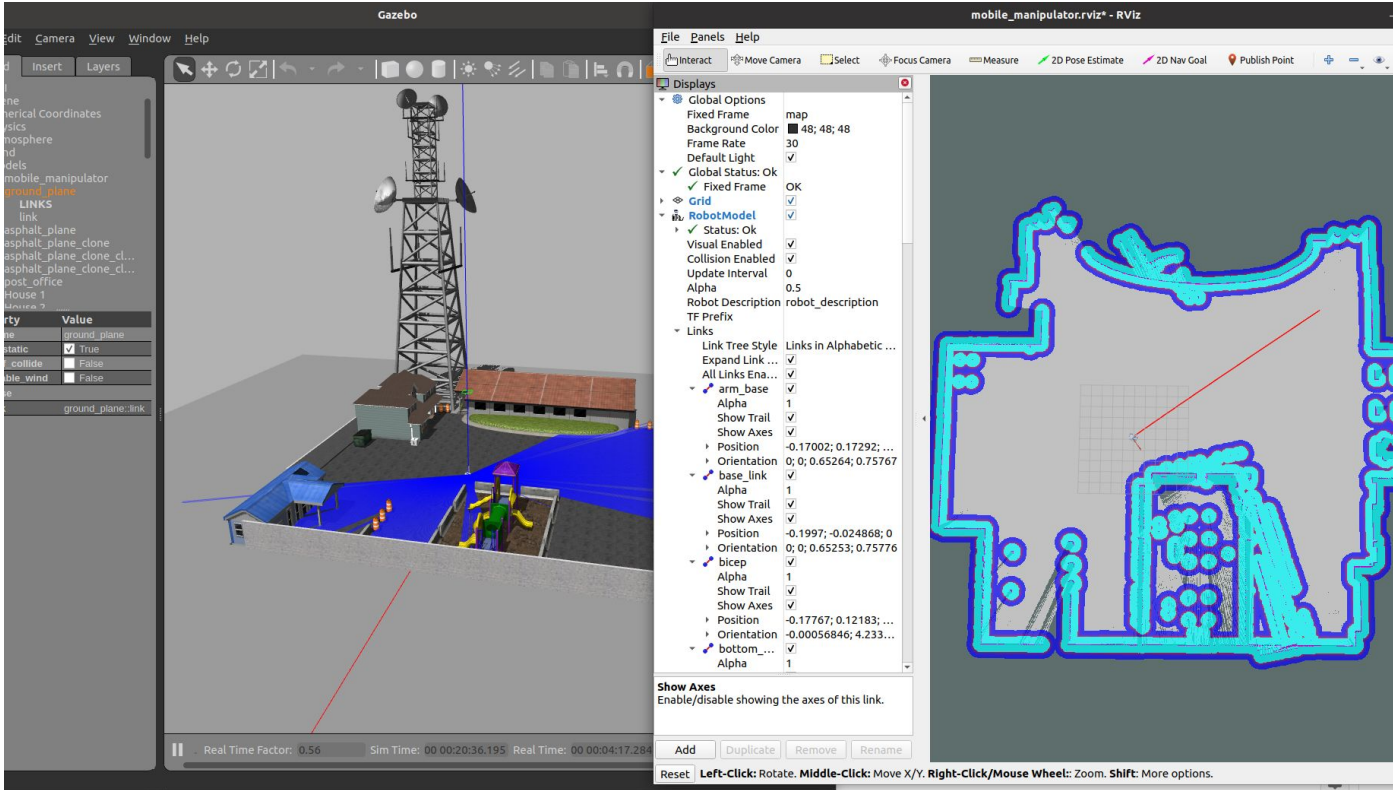 Gazebo
Edit Camera View Window Help
Insert Layers
mobile_manipulator
ground_plane
LINKS
link
asphalt_plane
asphalt_plane_clone
asphalt_plane_clone_cl...
asphalt_plane_clone_cl...
post_office
House 1
House 2
Value
ground_plane
True
False
False
ground_plane::link
Real Time Factor: 0.56 Sim Time: 00 00:20:36.195 Real Time: 00 00:04:17.284
mobile_manipulator.rviz* - RViz
File Panels Help
Interact Move Camera Select Focus Camera Measure 2D Pose Estimate 2D Nav Goal Publish Point
Displays
Global Options
Fixed Frame map
Background Color 48; 48; 48
Frame Rate 30
Default Light
Global Status: Ok
Fixed Frame OK
Grid
RobotModel
Status: Ok
Visual Enabled
Collision Enabled
Update Interval 0
Alpha 0.5
Robot Description robot_description
TF Prefix
Links
Link Tree Style Links in Alphabetic ...
Expand Link ...
All Links Ena...
arm_base
Alpha 1
Show Trail
Show Axes
Position -0.17002; 0.17292; ...
Orientation 0; 0; 0.65264; 0.75767
base_link
Alpha 1
Show Trail
Show Axes
Position -0.1997; -0.024868; 0
Orientation 0; 0; 0.65253; 0.75776
bicep
Alpha 1
Show Trail
Show Axes
Position -0.17767; 0.12183; ...
Orientation -0.00056846; 4.233...
bottom_...
Alpha 1
Show Axes
Enable/disable showing the axes of this link.
Add Duplicate Remove Rename
Reset Left-Click: Rotate. Middle-Click: Move X/Y. Right-Click/Mouse Wheel:: Zoom. Shift: More options.